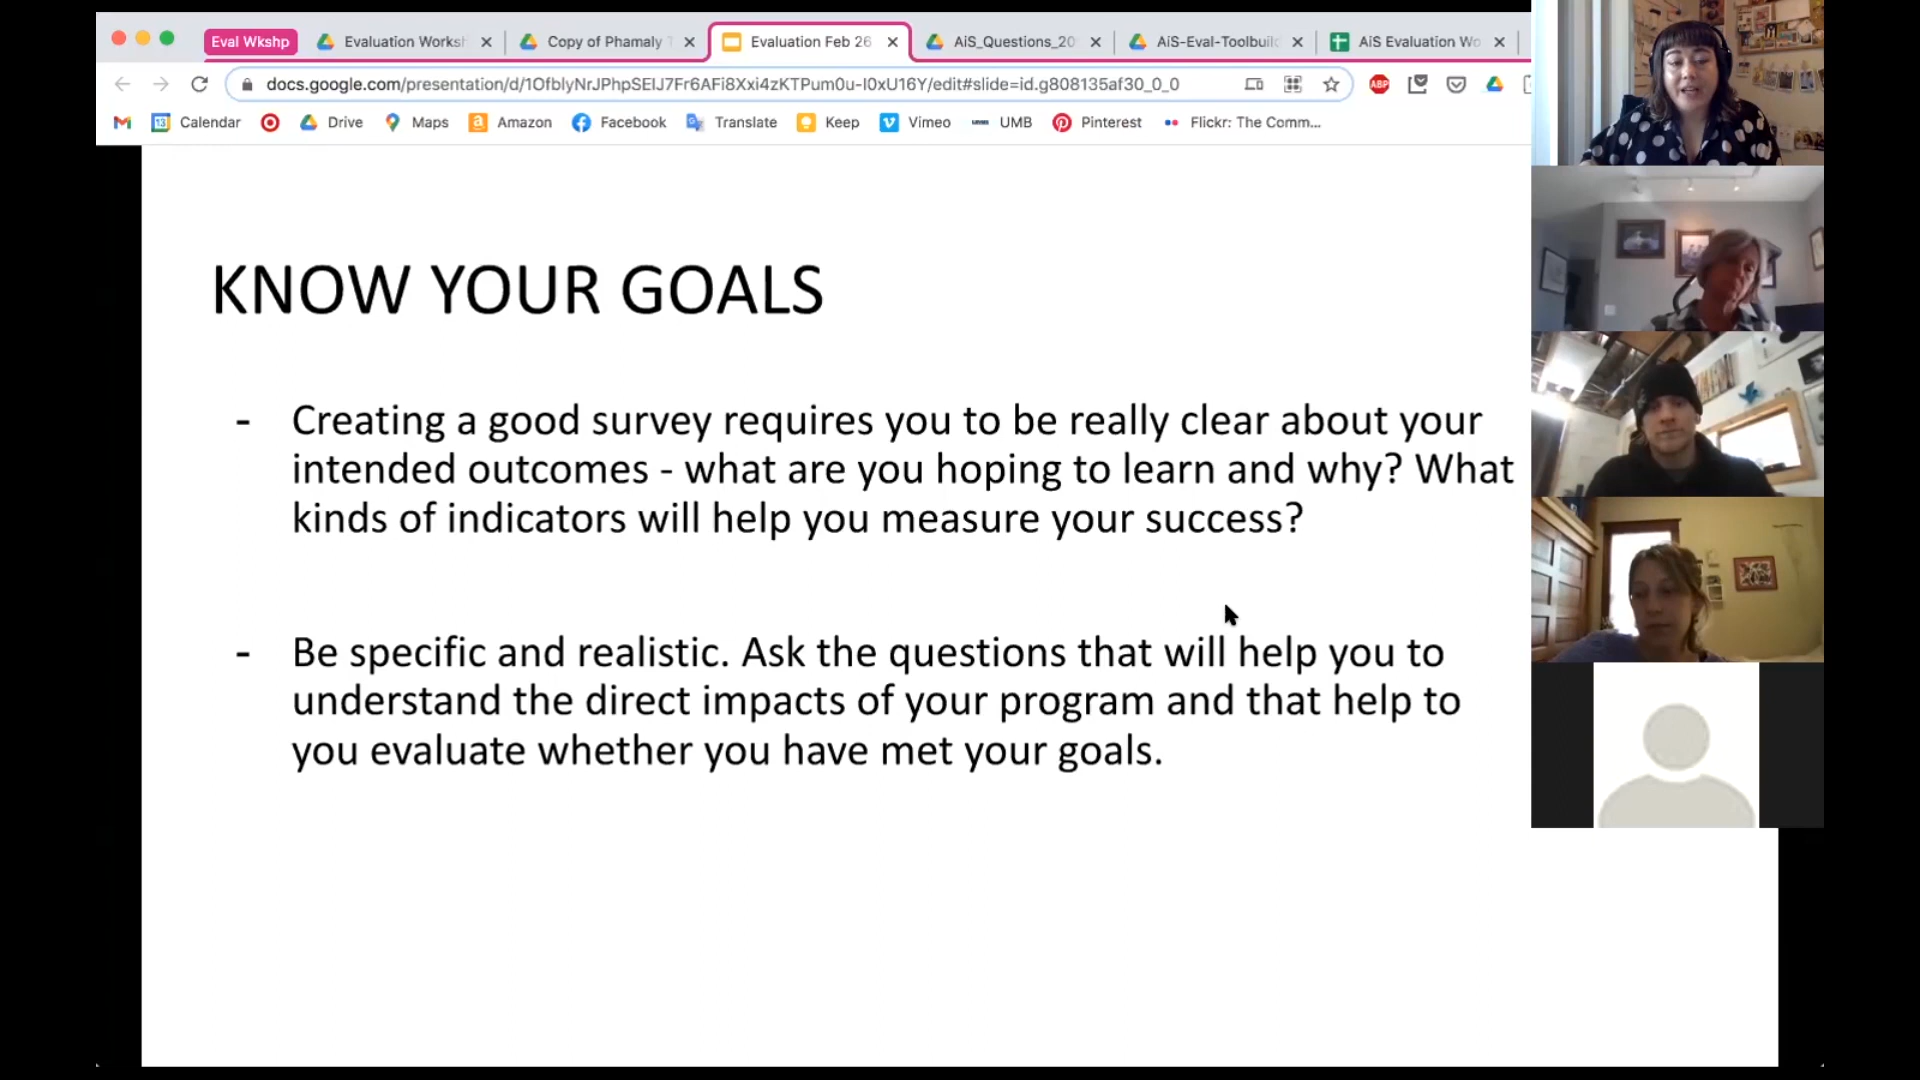 Eval Wkshp
Evaluation Worksh
Copy of Phamaly T
Evaluation Feb 26
AiS_Questions_20
AiS-Eval-Toolbuild
AiS Evaluation Wo
docs.google.com/presentation/d/1OfblyNrJPhpSEIJ7Fr6AFi8Xxi4zKTPum0u-I0xU16Y/edit#slide=id.g808135af30_0_0
ABP
13 Calendar
Drive
Maps
Amazon
Facebook
Translate
Keep
Vimeo
UMB
Pinterest
Flickr: The Comm...
KNOW YOUR GOALS
- Creating a good survey requires you to be really clear about your
intended outcomes - what are you hoping to learn and why? What
kinds of indicators will help you measure your success?
- Be specific and realistic. Ask the questions that will help you to
understand the direct impacts of your program and that help to
you evaluate whether you have met your goals.